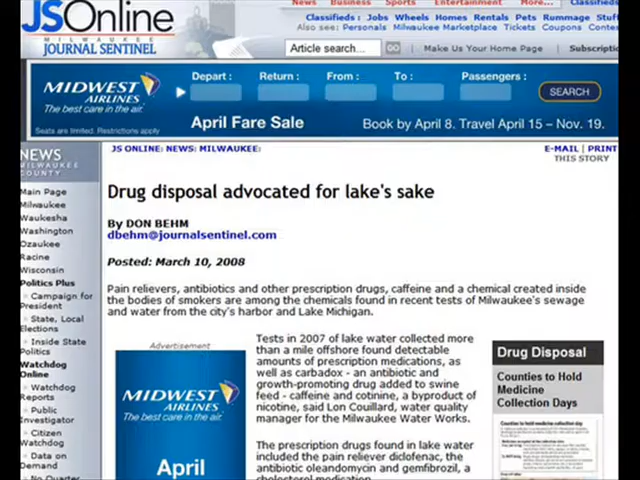 News Business Sports Entertainment More... Classifieds
JSOnline
MILWAUKEE
JOURNAL SENTINEL
Classifieds: Jobs Wheels Homes Rentals Pets Rummage Stuff
Also see: Personals Milwaukee Marketplace Tickets Coupons
Article search... GO Make Us Your Home Page
MIDWEST
AIRLINES
The best care in the air.
Seats are limited. Restrictions apply
Depart : Return : From : To : Passengers :
SEARCH
April Fare Sale Book by April 8. Travel April 15 – Nov. 19.
NEWS
MILWAUKEE
COUNTY
Main Page
Milwaukee
Waukesha
Washington
Ozaukee
Racine
Wisconsin
Politics Plus
Campaign for
President
State, Local
Elections
Inside State
Politics
Watchdog
Online
Watchdog
Reports
Public
Investigator
Citizen
Watchdog
Data on
Demand
No Quarter
JS ONLINE: NEWS: MILWAUKEE:
E-MAIL | PRINT
THIS STORY
Drug disposal advocated for lake's sake
By DON BEHM
dbehm@journalsentinel.com
Posted: March 10, 2008
Pain relievers, antibiotics and other prescription drugs, caffeine and a chemical created inside
the bodies of smokers are among the chemicals found in recent tests of Milwaukee's sewage
and water from the city's harbor and Lake Michigan.
Advertisement
MIDWEST
AIRLINES
The best care in the air.
April
Tests in 2007 of lake water collected more
than a mile offshore found detectable
amounts of prescription medications, as
well as carbadox - an antibiotic and
growth-promoting drug added to swine
feed - caffeine and cotinine, a byproduct of
nicotine, said Lon Couillard, water quality
manager for the Milwaukee Water Works.
The prescription drugs found in lake water
included the pain reliever diclofenac, the
antibiotic oleandomycin and gemfibrozil, a
cholesterol medication.
Drug Disposal
Counties to Hold
Medicine
Collection Days